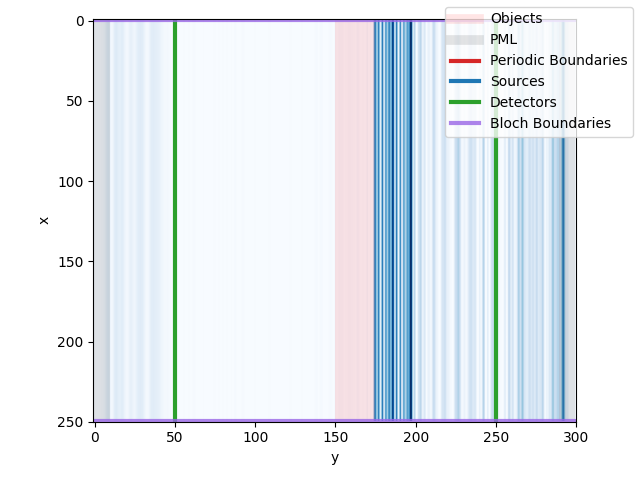 Objects
PML
Periodic Boundaries
Sources
Detectors
Bloch Boundaries
0
50
100
150
200
250
x
0 50 100 150 200 250 300
y